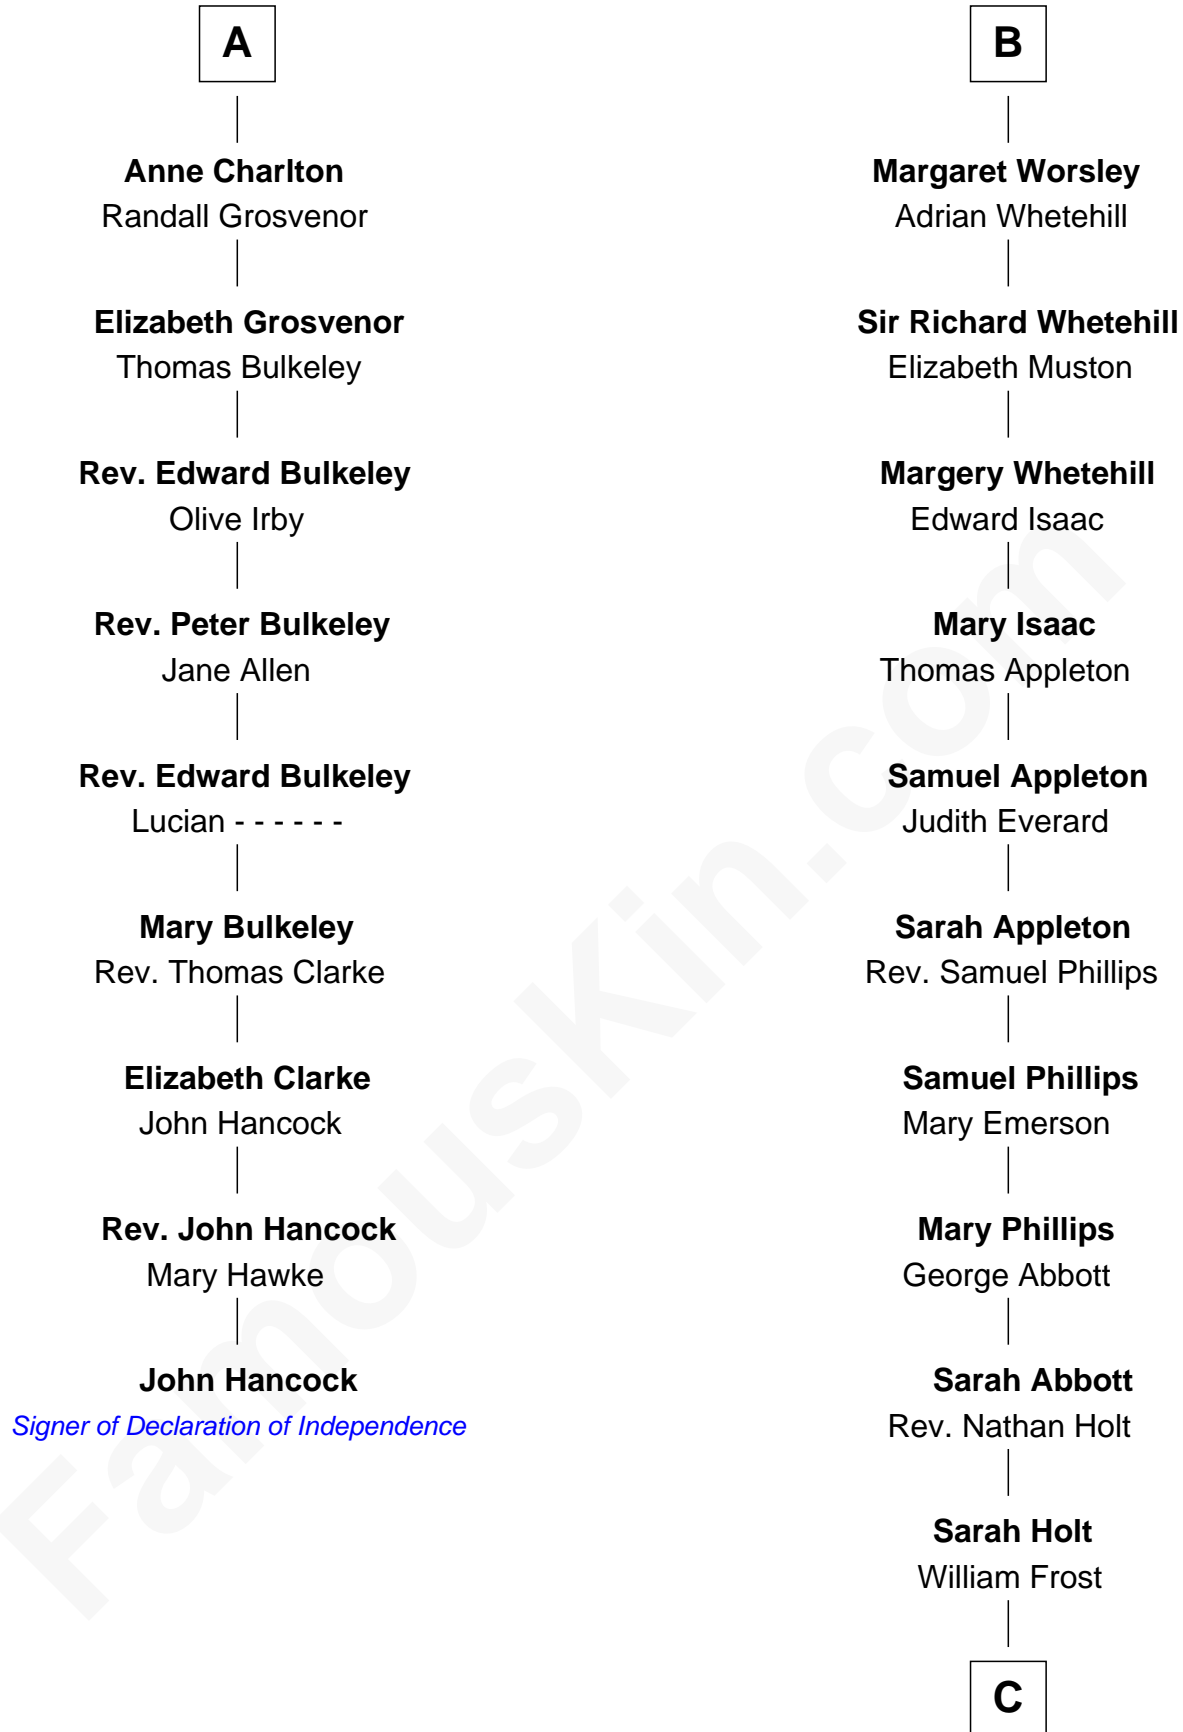 A
Anne Charlton
Randall Grosvenor
Elizabeth Grosvenor
Thomas Bulkeley
Rev. Edward Bulkeley
Olive Irby
Rev. Peter Bulkeley
Jane Allen
Rev. Edward Bulkeley
Lucian - - - - - -
Mary Bulkeley
Rev. Thomas Clarke
Elizabeth Clarke
John Hancock
Rev. John Hancock
Mary Hawke
John Hancock
Signer of Declaration of Independence
B
Margaret Worsley
Adrian Whetehill
Sir Richard Whetehill
Elizabeth Muston
Margery Whetehill
Edward Isaac
Mary Isaac
Thomas Appleton
Samuel Appleton
Judith Everard
Sarah Appleton
Rev. Samuel Phillips
Samuel Phillips
Mary Emerson
Mary Phillips
George Abbott
Sarah Abbott
Rev. Nathan Holt
Sarah Holt
William Frost
C
FamousKin.com